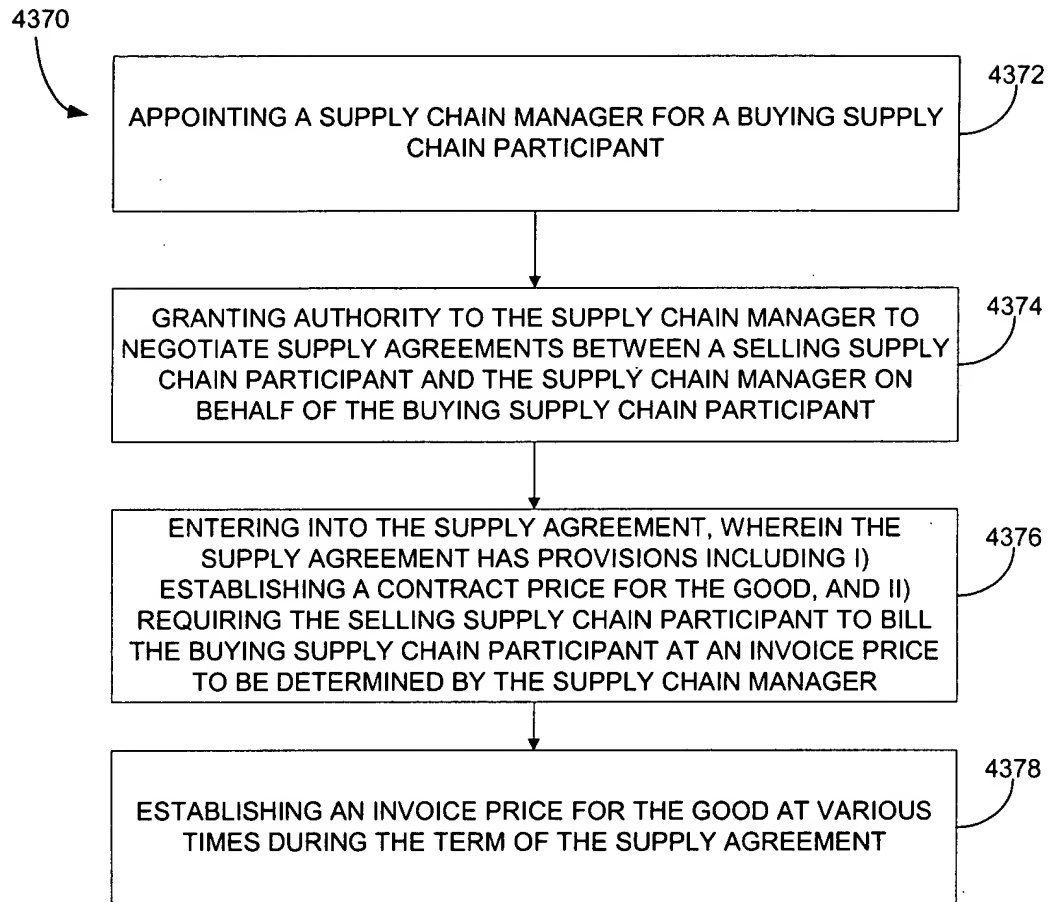 4370
4372
APPOINTING A SUPPLY CHAIN MANAGER FOR A BUYING SUPPLY
CHAIN PARTICIPANT
4374
GRANTING AUTHORITY TO THE SUPPLY CHAIN MANAGER TO
NEGOTIATE SUPPLY AGREEMENTS BETWEEN A SELLING SUPPLY
CHAIN PARTICIPANT AND THE SUPPLY CHAIN MANAGER ON
BEHALF OF THE BUYING SUPPLY CHAIN PARTICIPANT
4376
ENTERING INTO THE SUPPLY AGREEMENT, WHEREIN THE
SUPPLY AGREEMENT HAS PROVISIONS INCLUDING I)
ESTABLISHING A CONTRACT PRICE FOR THE GOOD, AND II)
REQUIRING THE SELLING SUPPLY CHAIN PARTICIPANT TO BILL
THE BUYING SUPPLY CHAIN PARTICIPANT AT AN INVOICE PRICE
TO BE DETERMINED BY THE SUPPLY CHAIN MANAGER
4378
ESTABLISHING AN INVOICE PRICE FOR THE GOOD AT VARIOUS
TIMES DURING THE TERM OF THE SUPPLY AGREEMENT